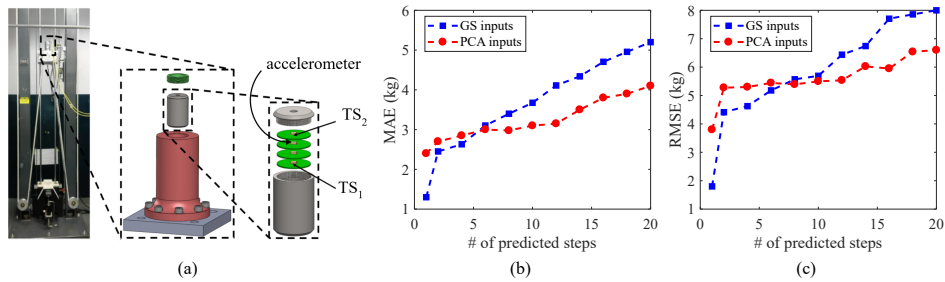 accelerometer
TS2
TS1
(a)
GS inputs
PCA inputs
MAE (kg)
6
5
4
3
2
1
0
5
10
15
20
# of predicted steps
(b)
GS inputs
PCA inputs
RMSE (kg)
8
7
6
5
4
3
2
1
0
5
10
15
20
# of predicted steps
(c)